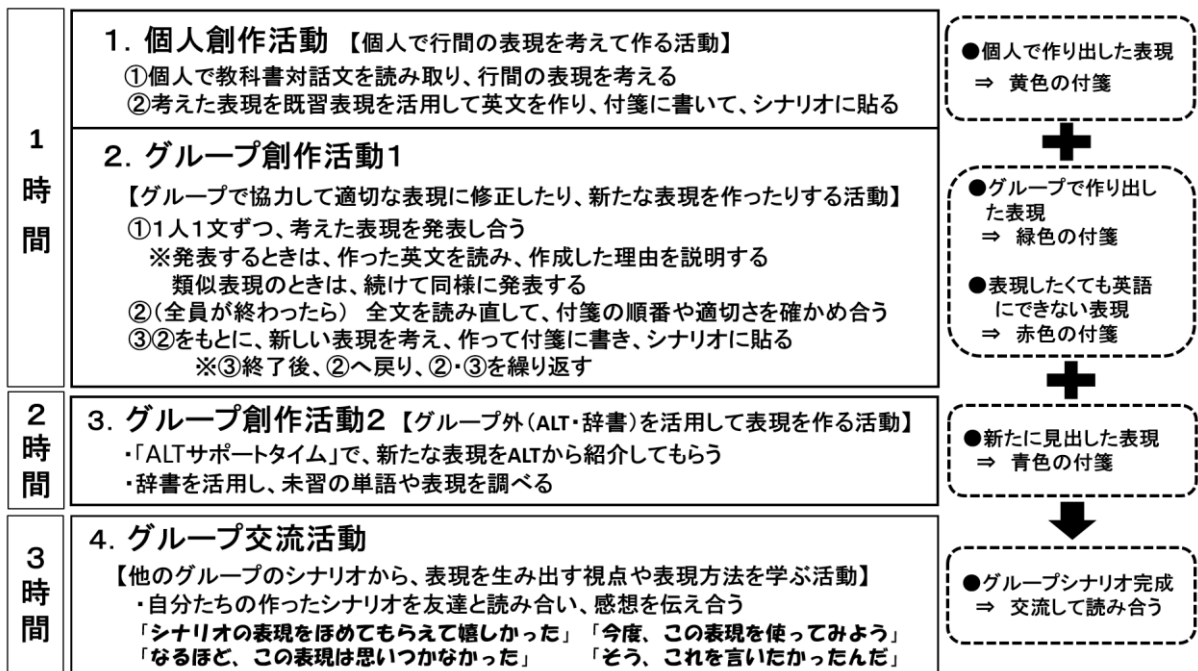 1
時
間
1. 個人創作活動 【個人で行間の表現を考えて作る活動】
①個人で教科書対話文を読み取り、行間の表現を考える
②考えた表現を既習表現を活用して英文を作り、付箋に書いて、シナリオに貼る
●個人で作り出した表現
⇒ 黄色の付箋
2. グループ創作活動1
【グループで協力して適切な表現に修正したり、新たな表現を作ったりする活動】
①1人1文ずつ、考えた表現を発表し合う
※発表するときは、作った英文を読み、作成した理由を説明する
類似表現のときは、続けて同様に発表する
②(全員が終わったら) 全文を読み直して、付箋の順番や適切さを確かめ合う
③②をもとに、新しい表現を考え、作って付箋に書き、シナリオに貼る
※③終了後、②へ戻り、②・③を繰り返す
●グループで作り出し
た表現
⇒ 緑色の付箋
●表現したくても英語
にできない表現
⇒ 赤色の付箋
2
時
間
3. グループ創作活動2 【グループ外(ALT・辞書)を活用して表現を作る活動】
・「ALTサポートタイム」で、新たな表現をALTから紹介してもらう
・辞書を活用し、未習の単語や表現を調べる
●新たに見出した表現
⇒ 青色の付箋
3
時
間
4. グループ交流活動
【他のグループのシナリオから、表現を生み出す視点や表現方法を学ぶ活動】
・自分たちの作ったシナリオを友達と読み合い、感想を伝え合う
「シナリオの表現をほめてもらえて嬉しかった」 「今度、この表現を使ってみよう」
「なるほど、この表現は思いつかなかった」 「そう、これを言いたかったんだ」
●グループシナリオ完成
⇒ 交流して読み合う